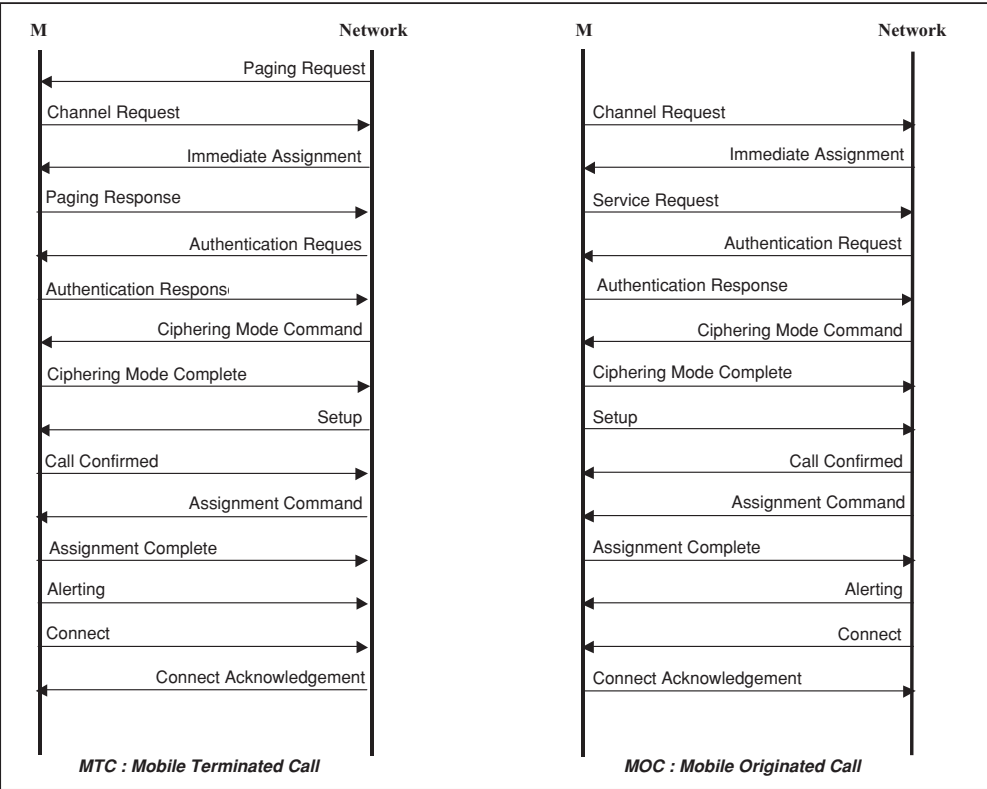 M Network
Paging Request
Channel Request
Immediate Assignment
Paging Response
Authentication Reques
Authentication Respons
Ciphering Mode Command
Ciphering Mode Complete
Setup
Call Confirmed
Assignment Command
Assignment Complete
Alerting
Connect
Connect Acknowledgement
MTC : Mobile Terminated Call
M Network
Channel Request
Immediate Assignment
Service Request
Authentication Request
Authentication Response
Ciphering Mode Command
Ciphering Mode Complete
Setup
Call Confirmed
Assignment Command
Assignment Complete
Alerting
Connect
Connect Acknowledgement
MOC : Mobile Originated Call